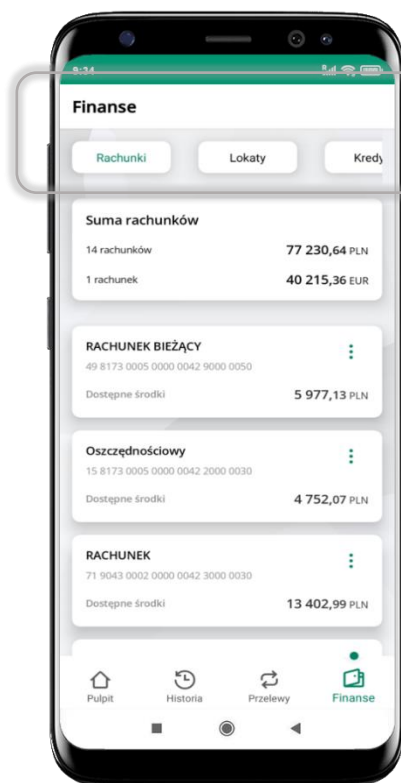 9:34
Finanse
Rachunki Lokaty Kredy
Suma rachunków
14 rachunków 77 230,64 PLN
1 rachunek 40 215,36 EUR
RACHUNEK BIEŻĄCY
49 8173 0005 0000 0042 9000 0050
Dostępne środki 5 977,13 PLN
Oszczędnościowy
15 8173 0005 0000 0042 2000 0030
Dostępne środki 4 752,07 PLN
RACHUNEK
71 9043 0002 0000 0042 3000 0030
Dostępne środki 13 402,99 PLN
Pulpit Historia Przelewy Finanse